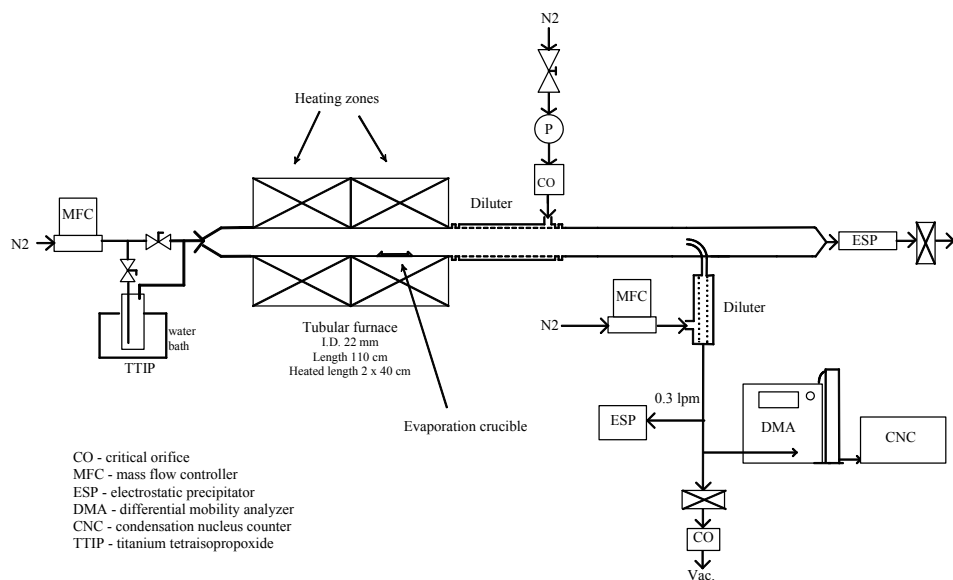 N2
Heating zones
P
Diluter
CO
MFC
N2
ESP
MFC
Diluter
N2
water
bath
TTIP
Tubular furnace
I.D. 22 mm
Length 110 cm
Heated length 2 x 40 cm
0.3 lpm
ESP
DMA
CNC
Evaporation crucible
CO - critical orifice
MFC - mass flow controller
ESP - electrostatic precipitator
DMA - differential mobility analyzer
CNC - condensation nucleus counter
TTIP - titanium tetraisopropoxide
CO
Vac.